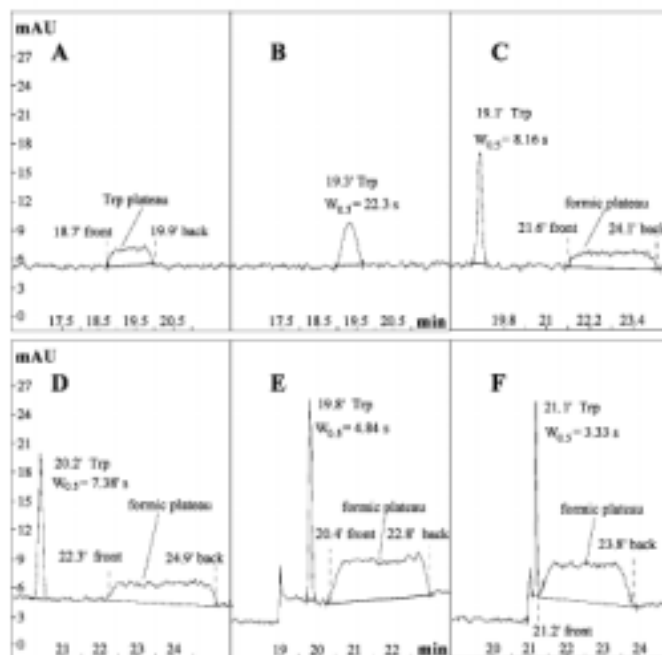 mAU
A
B
C
27
24
21
18
15
12
9
6
3
0
Trp plateau
18.7' front
19.9' back
19.3' Trp
W0.5 = 22.3 s
19.1' Trp
W0.5 = 8.16 s
formic plateau
21.6' front
24.1' back
17.5 18.5 19.5 20.5
17.5 18.5 19.5 20.5 min
19.8 21 22.2 23.4
mAU
D
E
F
27
24
21
18
15
12
9
6
3
0
20.2' Trp
W0.5 = 7.38' s
formic plateau
22.3' front
24.9' back
19.8' Trp
W0.5 = 4.84 s
formic plateau
20.4' front
22.8' back
21.1' Trp
W0.5 = 3.33 s
formic plateau
23.8' back
21.2' front
21 22 23 24
19 20 21 22 min
20 21 22 23 24